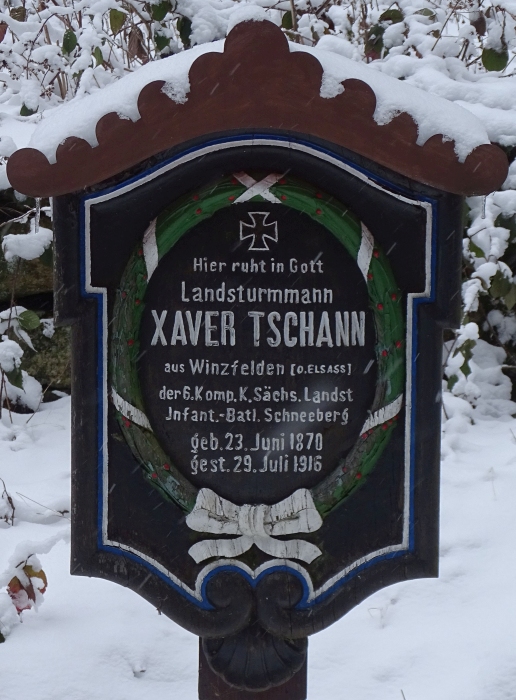 Hier ruht in Gott
Landsturmmann
XAVER TSCHANN
aus Winzfelden [O.ELSASS]
der 6. Komp. K. Sächs. Landst
Jnfant.-Batl. Schneeberg
geb. 23. Juni 1870
gest. 29. Juli 1916